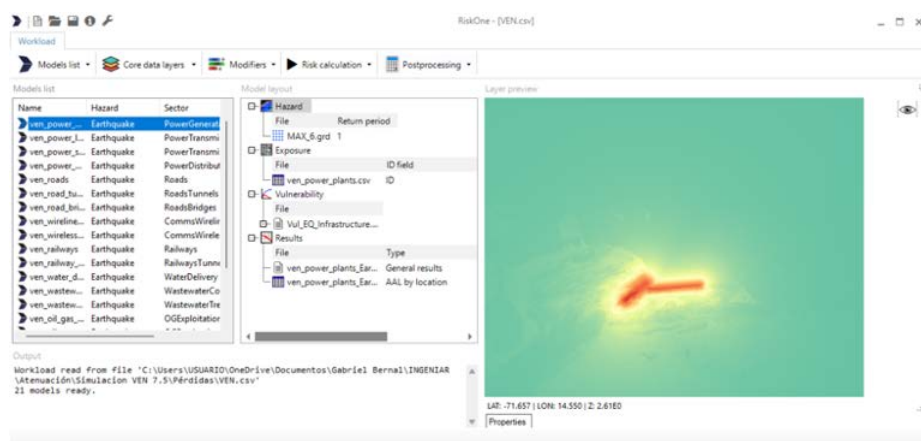 RiskOne - [VEN.csv]
Workload
Models list Core data layers Modifiers Risk calculation Postprocessing
Models list
Name Hazard Sector
ven_power_... Earthquake PowerGenerati
ven_power_l... Earthquake PowerTransmi
ven_power_s... Earthquake PowerTransmi
ven_power_... Earthquake PowerDistribut
ven_roads Earthquake Roads
ven_road_tu... Earthquake RoadsTunnels
ven_road_bri... Earthquake RoadsBridges
ven_wireline... Earthquake CommsWirelin
ven_wireless... Earthquake CommsWirele
ven_railways Earthquake Railways
ven_railway_... Earthquake RailwaysTunne
ven_water_d... Earthquake WaterDelivery
ven_wastew... Earthquake WastewaterCo
ven_wastew... Earthquake WastewaterTre
ven_oil_gas_... Earthquake OGExploitation
Model layout
Hazard
File Return period
MAX_6.grd 1
Exposure
File ID field
ven_power_plants.csv ID
Vulnerability
File
Vul_EQ_Infrastructure....
Results
File Type
ven_power_plants_Ear... General results
ven_power_plants_Ear... AAL by location
Layer preview
LAT: -71.657 | LON: 14.550 | Z: 2.61E0
Properties
Output
Workload read from file 'C:\Users\USUARIO\OneDrive\Documentos\Gabriel Bernal\INGENIAR
\Atenuación\Simulacion VEN 7.5\Pérdidas\VEN.csv'
21 models ready.